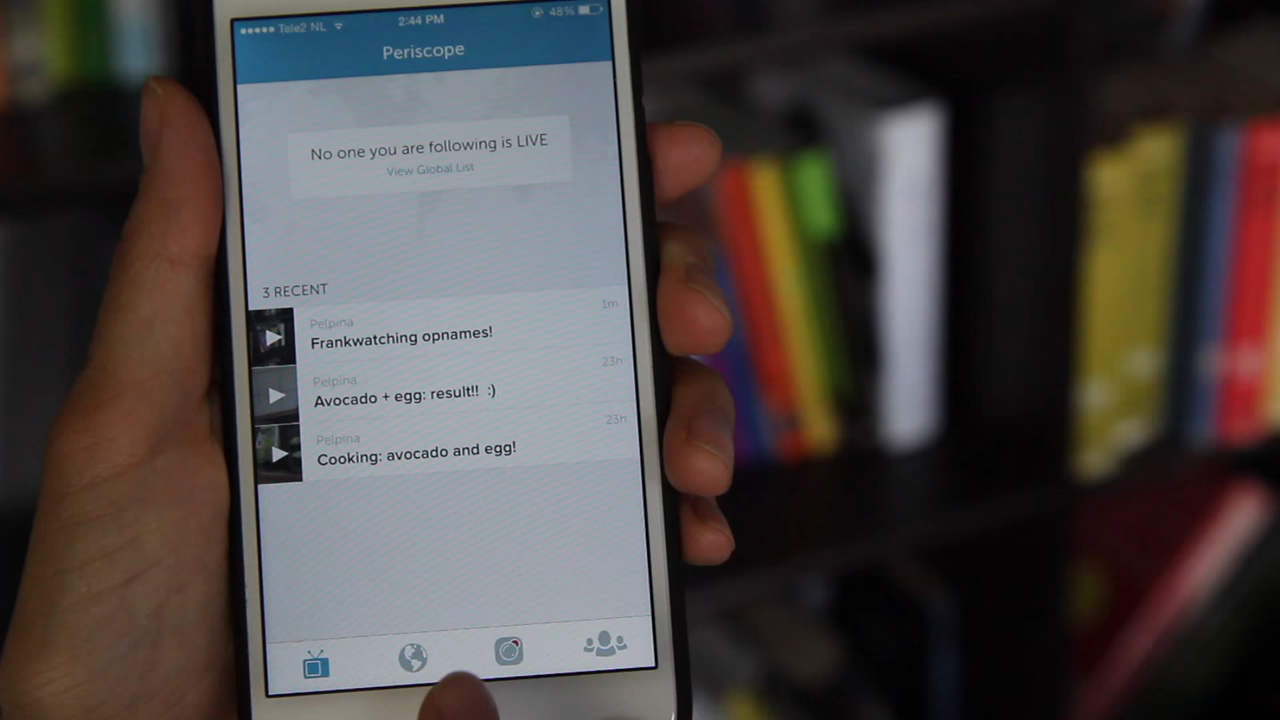 Tele2 NL 2:44 PM 48%
Periscope
No one you are following is LIVE
View Global List
3 RECENT
1m
Pelpina
Frankwatching opnames!
23h
Pelpina
Avocado + egg: result!! :)
23h
Pelpina
Cooking: avocado and egg!